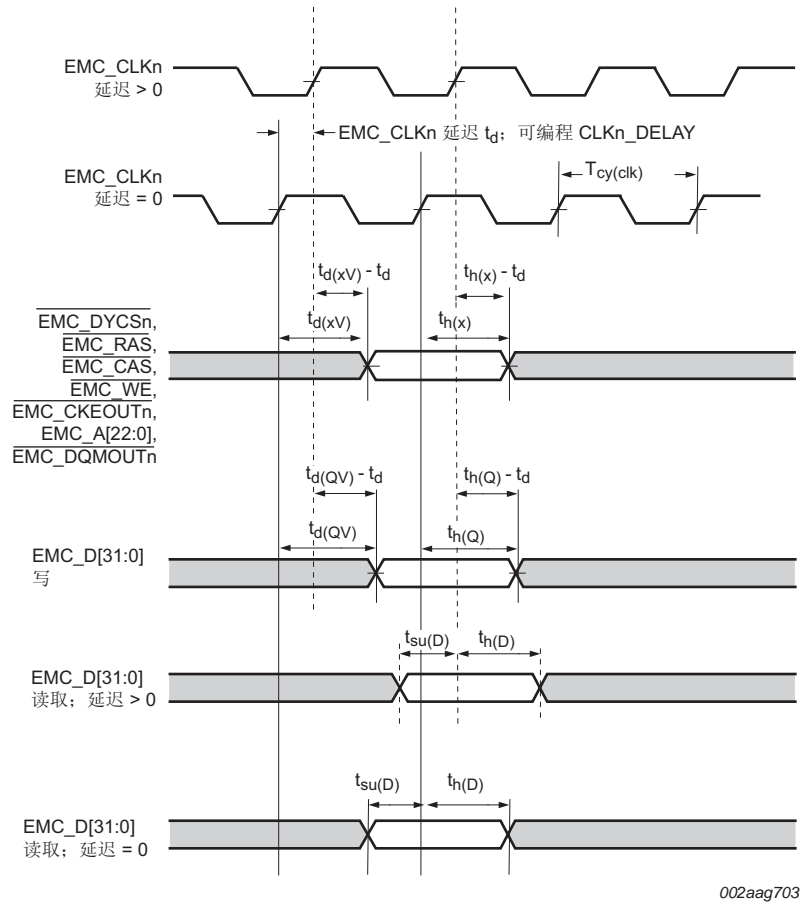 EMC_CLKn
延迟 > 0
EMC_CLKn 延迟 td; 可编程 CLKn_DELAY
EMC_CLKn
延迟 = 0
Tcy(clk)
td(xV) - td
th(x) - td
td(xV)
th(x)
EMC_DYCSn,
EMC_RAS,
EMC_CAS,
EMC_WE,
EMC_CKEOUTn,
EMC_A[22:0],
EMC_DQMOUTn
td(QV) - td
th(Q) - td
td(QV)
th(Q)
EMC_D[31:0]
写
tsu(D)
th(D)
EMC_D[31:0]
读取; 延迟 > 0
tsu(D)
th(D)
EMC_D[31:0]
读取; 延迟 = 0
002aag703